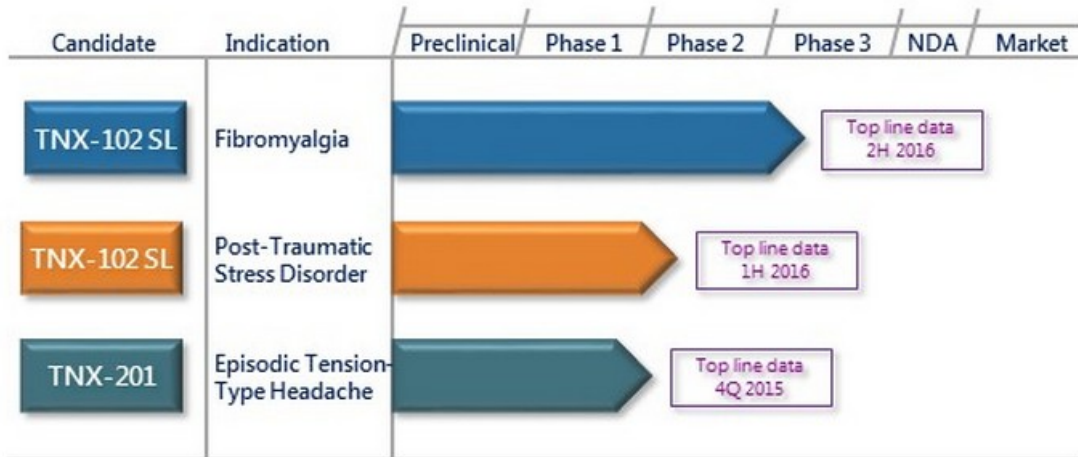 Candidate Indication Preclinical Phase 1 Phase 2 Phase 3 NDA Market
TNX-102 SL
Fibromyalgia
Top line data
2H 2016
TNX-102 SL
Post-Traumatic
Stress Disorder
Top line data
1H 2016
TNX-201
Episodic Tension-
Type Headache
Top line data
4Q 2015